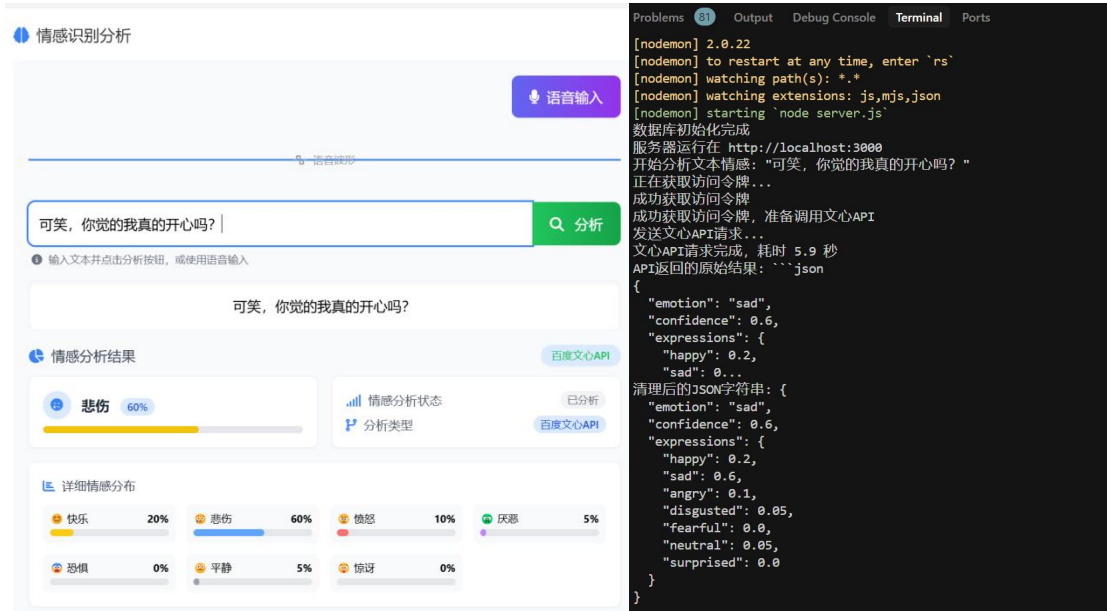 情感识别分析
语音输入
语音波形
可笑，你觉的我真的开心吗？
分析
输入文本并点击分析按钮，或使用语音输入
可笑，你觉的我真的开心吗？
情感分析结果
百度文心API
悲伤 60%
情感分析状态 已分析
分析类型 百度文心API
详细情感分布
快乐 20% 悲伤 60% 愤怒 10% 厌恶 5%
恐惧 0% 平静 5% 惊讶 0%
Problems 81 Output Debug Console Terminal Ports
[nodemon] 2.0.22
[nodemon] to restart at any time, enter `rs`
[nodemon] watching path(s): *.*
[nodemon] watching extensions: js,mjs,json
[nodemon] starting `node server.js`
数据库初始化完成
服务器运行在 http://localhost:3000
开始分析文本情感: "可笑，你觉的我真的开心吗？"
正在获取访问令牌...
成功获取访问令牌
成功获取访问令牌，准备调用文心API
发送文心API请求...
文心API请求完成，耗时 5.9 秒
API返回的原始结果: ```json
{
"emotion": "sad",
"confidence": 0.6,
"expressions": {
"happy": 0.2,
"sad": 0...
清理后的JSON字符串: {
"emotion": "sad",
"confidence": 0.6,
"expressions": {
"happy": 0.2,
"sad": 0.6,
"angry": 0.1,
"disgusted": 0.05,
"fearful": 0.0,
"neutral": 0.05,
"surprised": 0.0
}
}